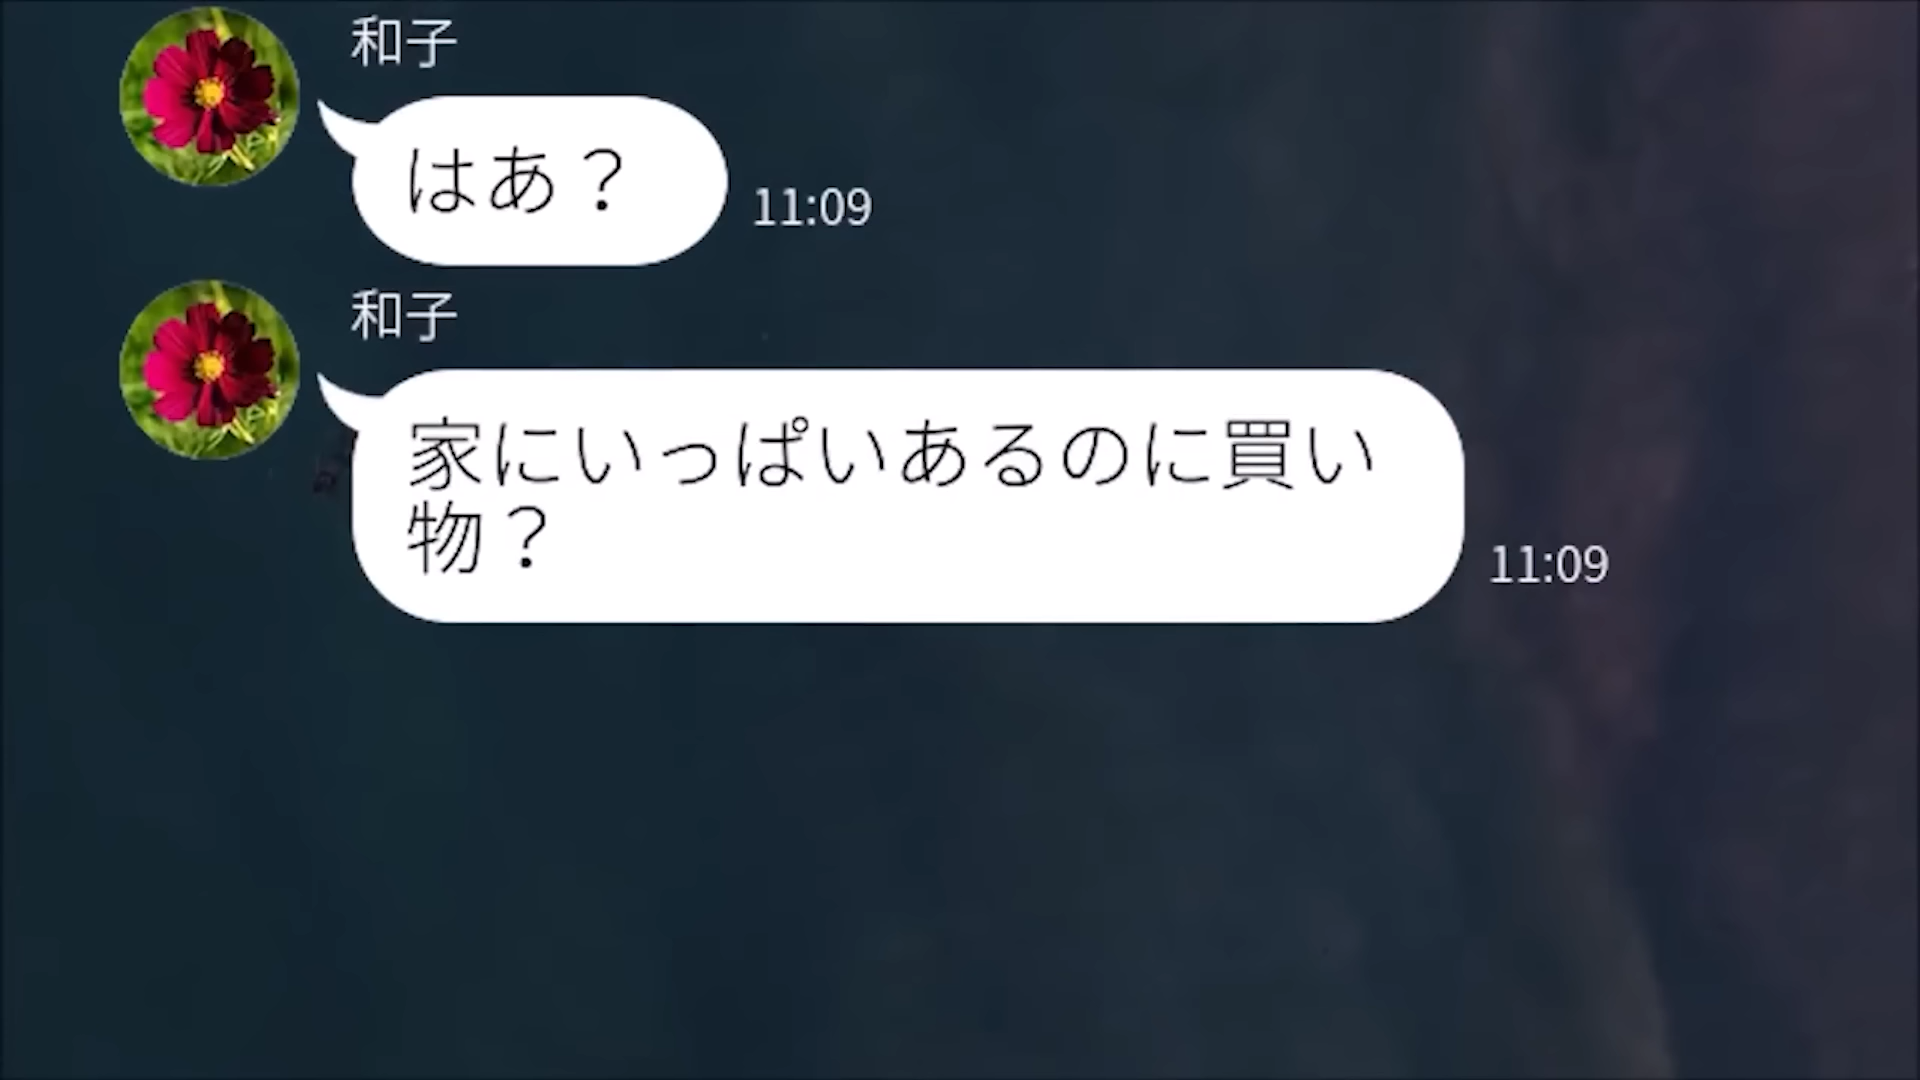 和子
はあ？
11:09
和子
家にいっぱいあるのに買い
物？
11:09